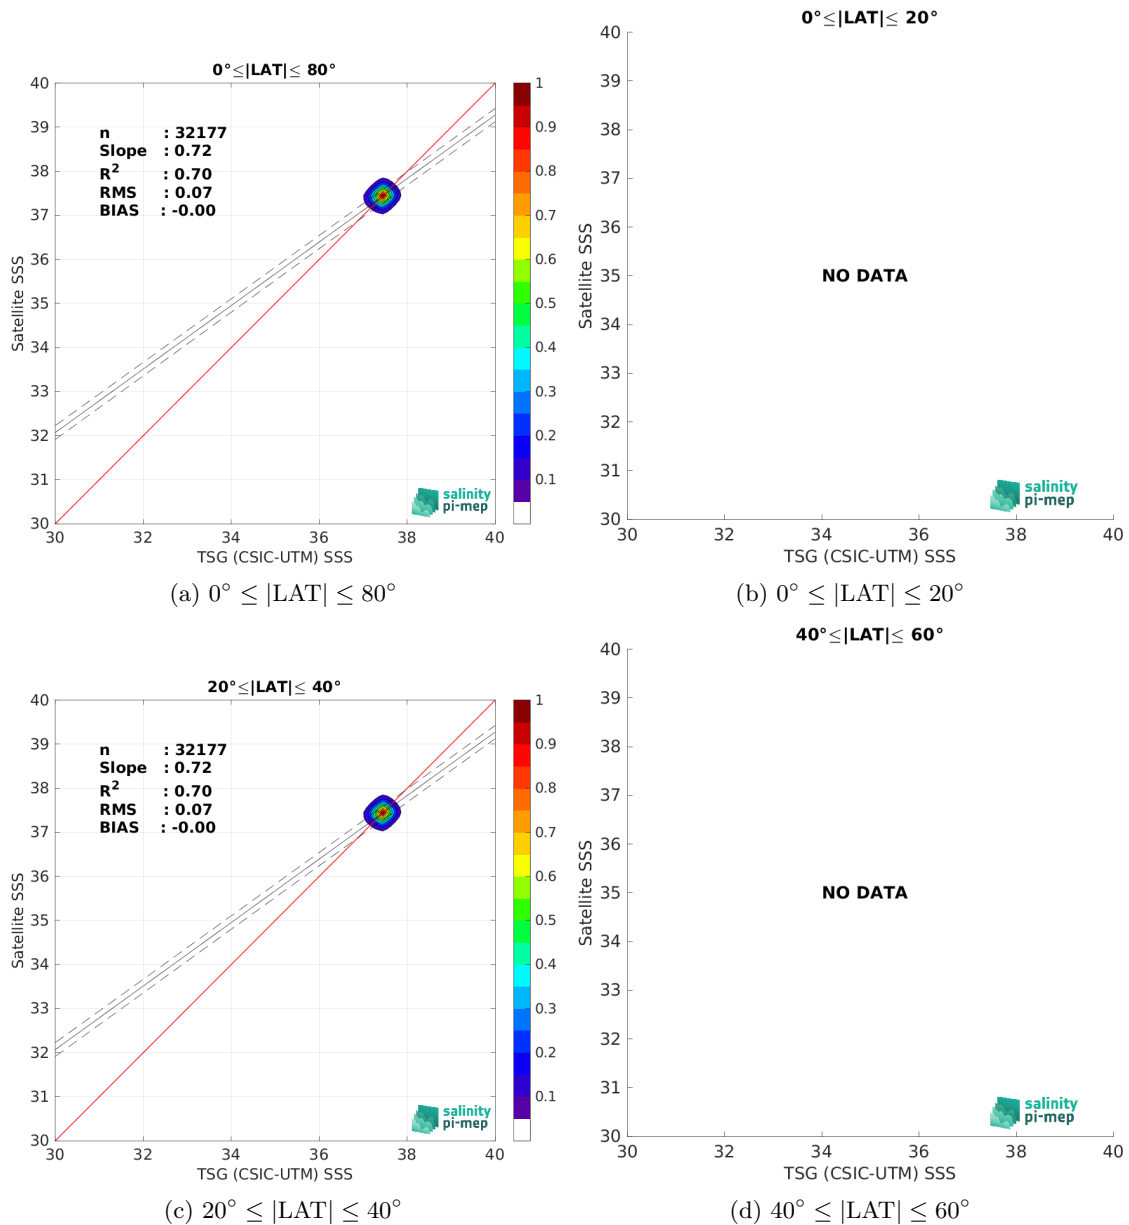 0°≤|LAT|≤ 80°
40
39
38
37
36
35
34
33
32
31
30
n : 32177
Slope : 0.72
R² : 0.70
RMS : 0.07
BIAS : -0.00
Satellite SSS
30 32 34 36 38 40
TSG (CSIC-UTM) SSS
salinity
pi-mep
1
0.9
0.8
0.7
0.6
0.5
0.4
0.3
0.2
0.1
(a) 0° ≤ |LAT| ≤ 80°
0°≤|LAT|≤ 20°
40
39
38
37
36
35
34
33
32
31
30
Satellite SSS
NO DATA
salinity
pi-mep
30 32 34 36 38 40
TSG (CSIC-UTM) SSS
(b) 0° ≤ |LAT| ≤ 20°
20°≤|LAT|≤ 40°
40
39
38
37
36
35
34
33
32
31
30
n : 32177
Slope : 0.72
R² : 0.70
RMS : 0.07
BIAS : -0.00
Satellite SSS
30 32 34 36 38 40
TSG (CSIC-UTM) SSS
salinity
pi-mep
1
0.9
0.8
0.7
0.6
0.5
0.4
0.3
0.2
0.1
(c) 20° ≤ |LAT| ≤ 40°
40°≤|LAT|≤ 60°
40
39
38
37
36
35
34
33
32
31
30
Satellite SSS
NO DATA
salinity
pi-mep
30 32 34 36 38 40
TSG (CSIC-UTM) SSS
(d) 40° ≤ |LAT| ≤ 60°